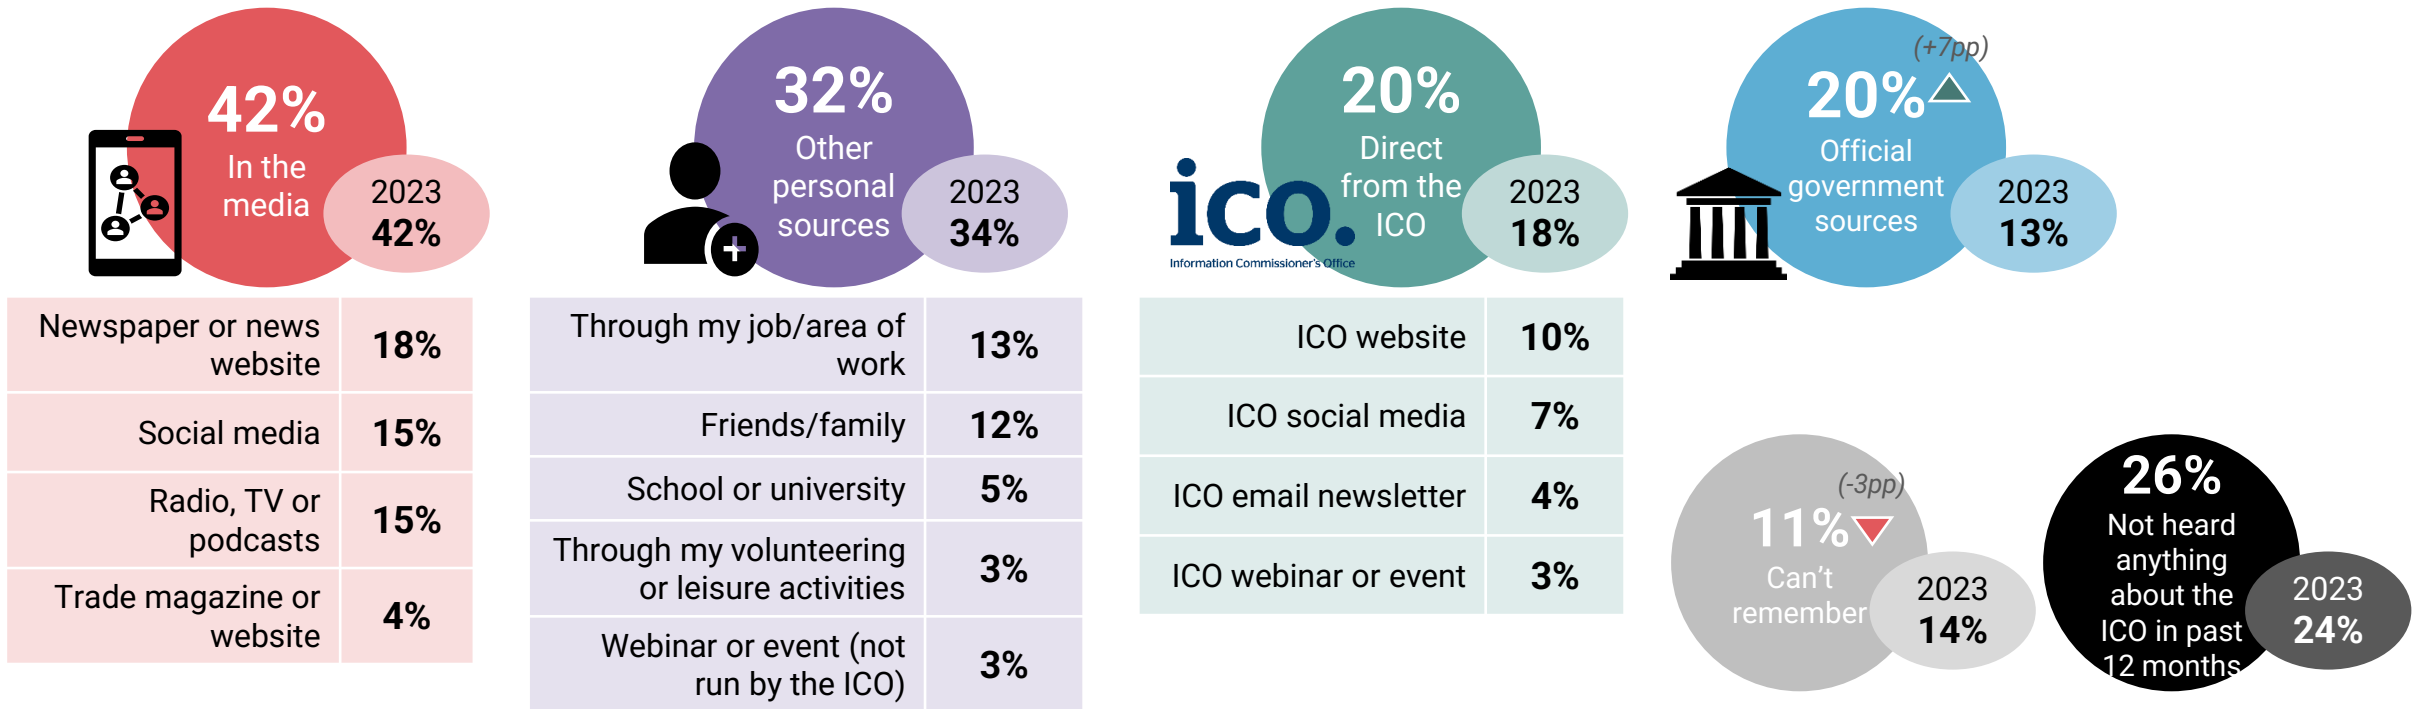 42%
In the
media
2023
42%
Newspaper or news
website
18%
Social media
15%
Radio, TV or
podcasts
15%
Trade magazine or
website
4%
32%
Other
personal
sources
2023
34%
Through my job/area of
work
13%
Friends/family
12%
School or university
5%
Through my volunteering
or leisure activities
3%
Webinar or event (not
run by the ICO)
3%
20%
Direct
from the
ICO
ico.
Information Commissioner's Office
2023
18%
ICO website
10%
ICO social media
7%
ICO email newsletter
4%
ICO webinar or event
3%
(+7pp)
20%
Official
government
sources
2023
13%
(-3pp)
11%
Can't
remember
2023
14%
26%
Not heard
anything
about the
ICO in past
12 months
2023
24%